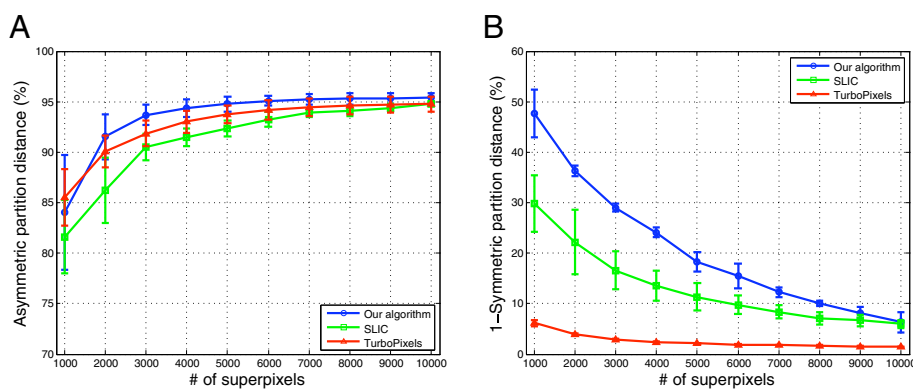 A
Asymmetric partition distance (%)
100
95
90
85
80
75
70
1000 2000 3000 4000 5000 6000 7000 8000 9000 10000
# of superpixels
Our algorithm
SLIC
TurboPixels
B
1−Symmetric partition distance (%)
60
50
40
30
20
10
0
1000 2000 3000 4000 5000 6000 7000 8000 9000 10000
# of superpixels
Our algorithm
SLIC
TurboPixels